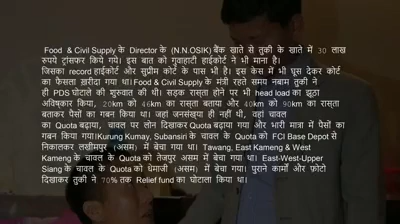 Food & Civil Supply के Director के (N.N.OSIK) बैंक खाते से तुकी के खाते में 30 लाख
रुपये ट्रांसफर किये गये। इस बात को गुवाहाटी हाईकोर्ट ने भी माना है।
जिसका record हाईकोर्ट और सुप्रीम कोर्ट के पास भी है। इस केस में भी घूस देकर कोर्ट
का फैसला ख़रीदा गया था। Food & Civil Supply के मंत्री रहते समय नबाम तुकी ने
ही PDS घोटाले की शुरुवात की थी। सड़क रास्ता होने पर भी head load का झूठा
अविष्कार किया, 20km को 46km का रास्ता बताया और 40km को 90km का रास्ता
बताकर पैसों का गबन किया था। जहां जनसंख्या ही नहीं थी, वहां चावल
का Quota बढ़ाया, चावल पर लोन दिखाकर Quota बढ़ाया गया और भारी मात्रा में पैसों का
गबन किया गया।Kurung Kumay, Subansiri के चावल के Quota को FCI Base Depot से
निकालकर लखीमपुर (असम) में बेचा गया था। Tawang, East Kameng & West
Kameng के चावल के Quota को तेजपुर असम में बेचा गया था। East-West-Upper
Siang के चावल के Quota को धेमाजी (असम) में बेचा गया। पुराने कामों और फ़ोटो
दिखाकर तुकी ने 70% तक Relief fund का घोटाला किया था।